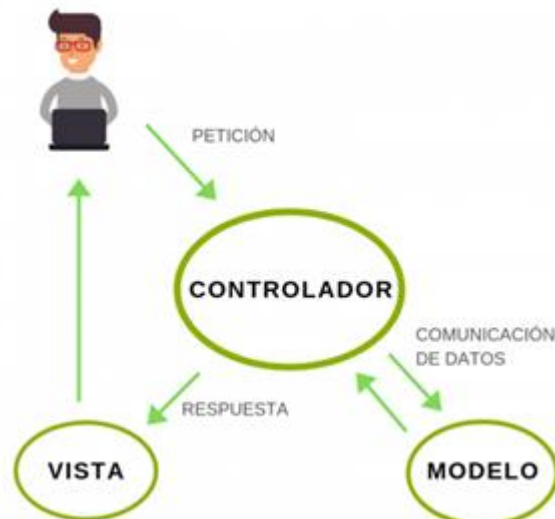 PETICIÓN
CONTROLADOR
COMUNICACIÓN
DE DATOS
RESPUESTA
VISTA
MODELO